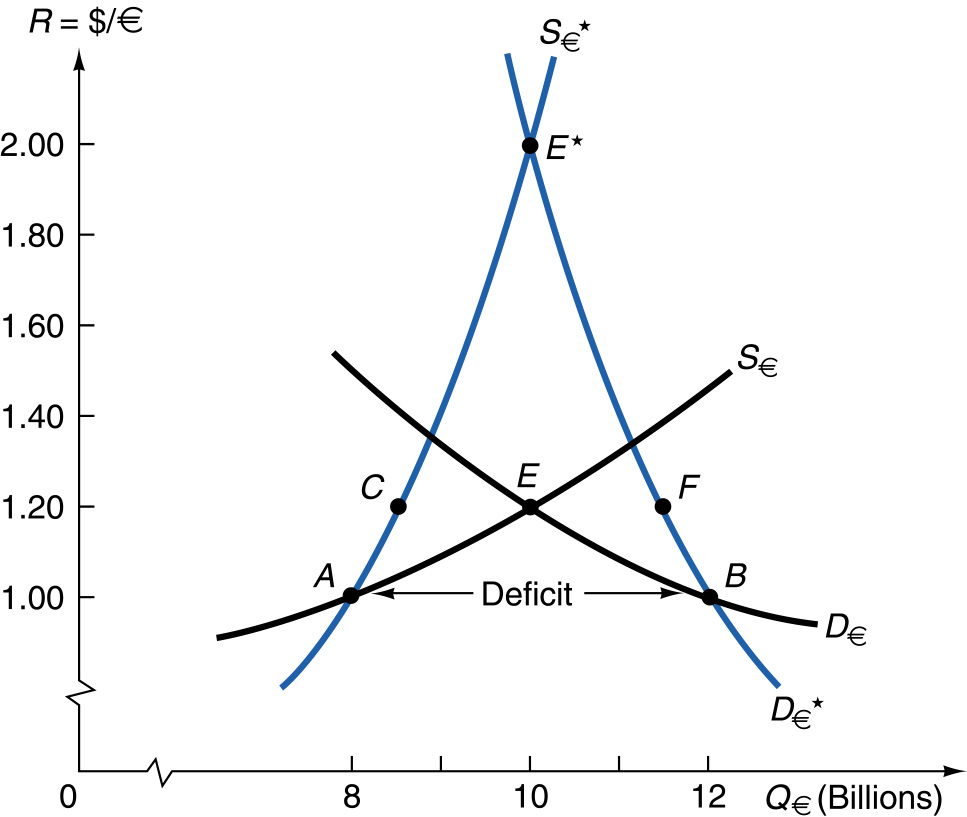 R = $/€
S€*
2.00
E*
1.80
1.60
S€
1.40
C
E
F
1.20
A
B
1.00
Deficit
D€
D€*
0
8
10
12
Q€ (Billions)